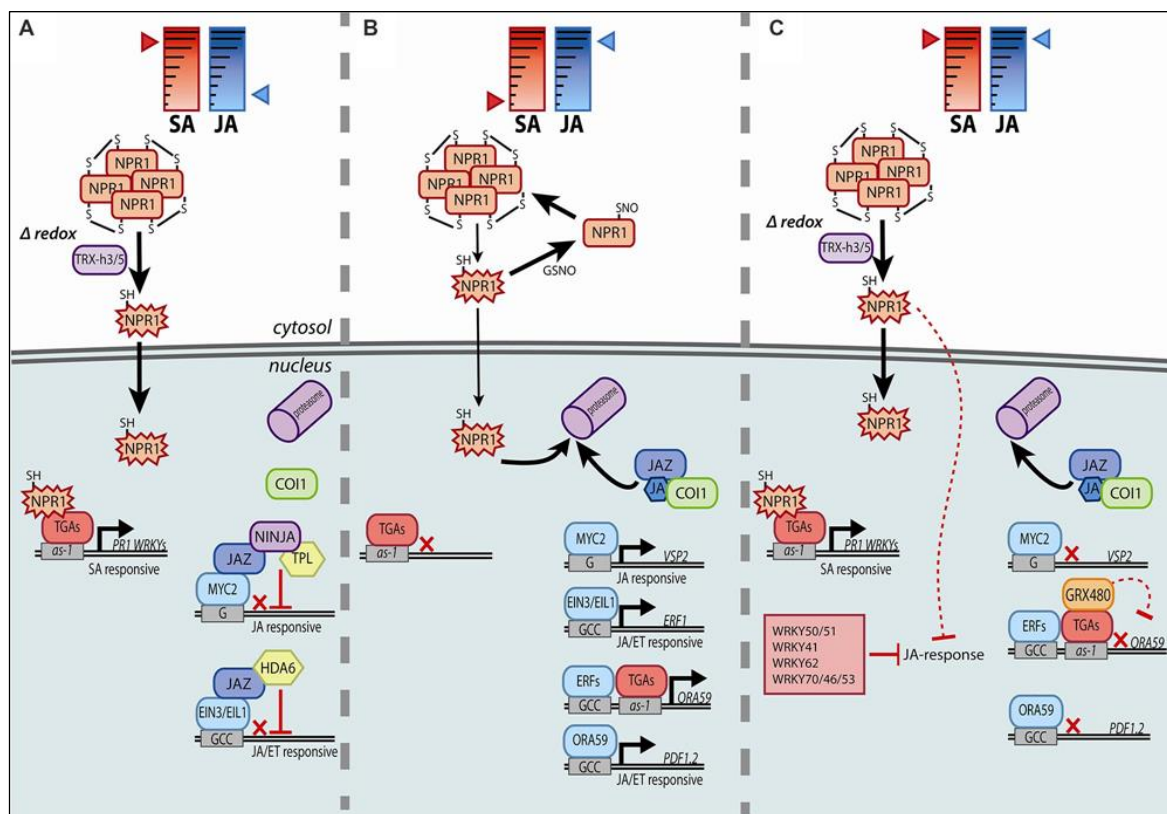 A
SA
JA
S
S
S
S
NPR1
NPR1
NPR1
NPR1
S
S
S
S
Δ redox
TRX-h3/5
SH
NPR1
SH
NPR1
proteasome
COI1
SH
NPR1
TGAs
as-1
PR1 WRKYs
SA responsive
NINJA
JAZ
TPL
MYC2
G
JA responsive
HDA6
JAZ
EIN3/EIL1
GCC
JA/ET responsive
B
SA
JA
S
S
S
S
NPR1
NPR1
NPR1
NPR1
S
S
S
S
SNO
NPR1
GSNO
SH
NPR1
cytosol
nucleus
SH
NPR1
proteasome
JAZ
JA
COI1
TGAs
as-1
MYC2
G
VSP2
JA responsive
EIN3/EIL1
GCC
ERF1
JA/ET responsive
ERFs
TGAs
GCC
as-1
ORA59
ORA59
GCC
PDF1.2
JA/ET responsive
C
SA
JA
S
S
S
S
NPR1
NPR1
NPR1
NPR1
S
S
S
S
Δ redox
TRX-h3/5
SH
NPR1
SH
NPR1
proteasome
JAZ
JA
COI1
SH
NPR1
TGAs
as-1
PR1 WRKYs
SA responsive
MYC2
G
VSP2
GRX480
ERFs
TGAs
GCC
as-1
ORA59
WRKY50/51
WRKY41
WRKY62
WRKY70/46/53
JA-response
ORA59
GCC
PDF1.2